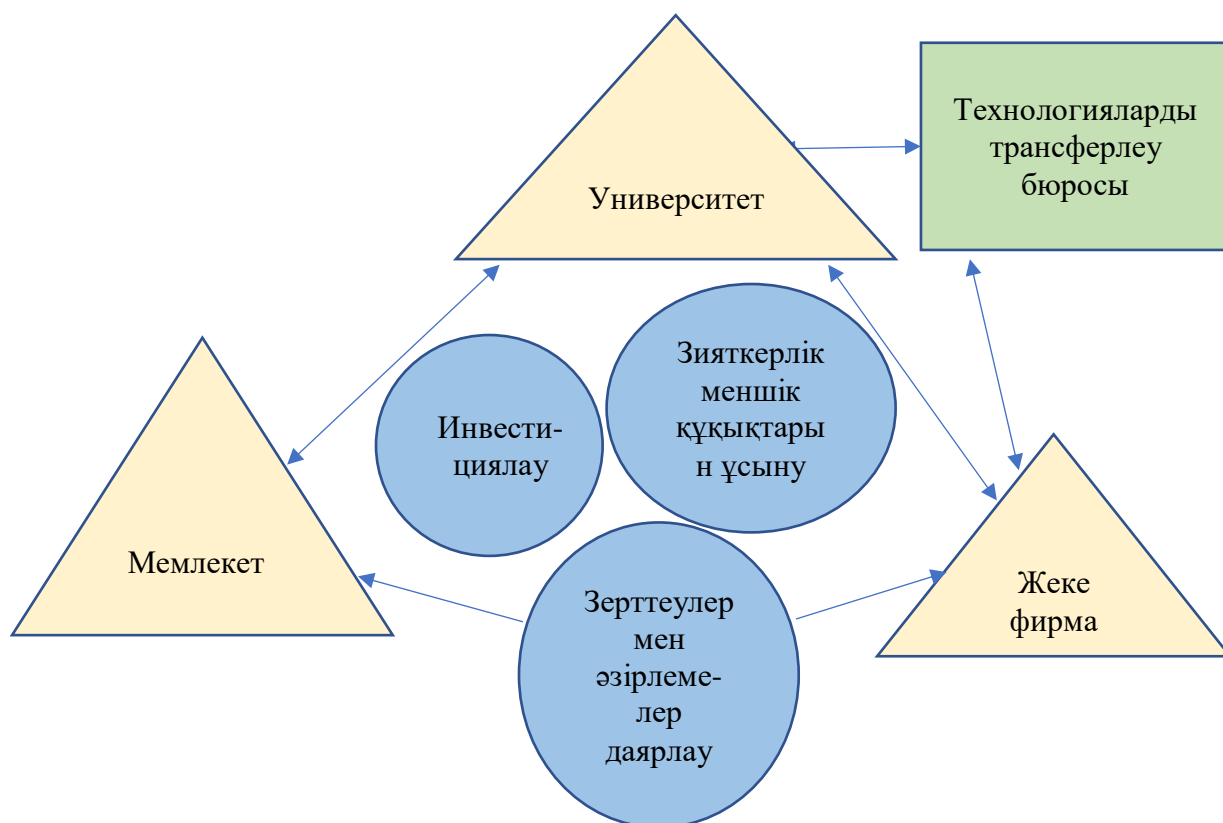 Технологияларды
трансферлеу
бюросы
Университет
Зияткерлік
меншік
құқықтары
н ұсыну
Инвести-
циялау
Мемлекет
Зерттеулер
мен
әзірлеме-
лер
даярлау
Жеке
фирма